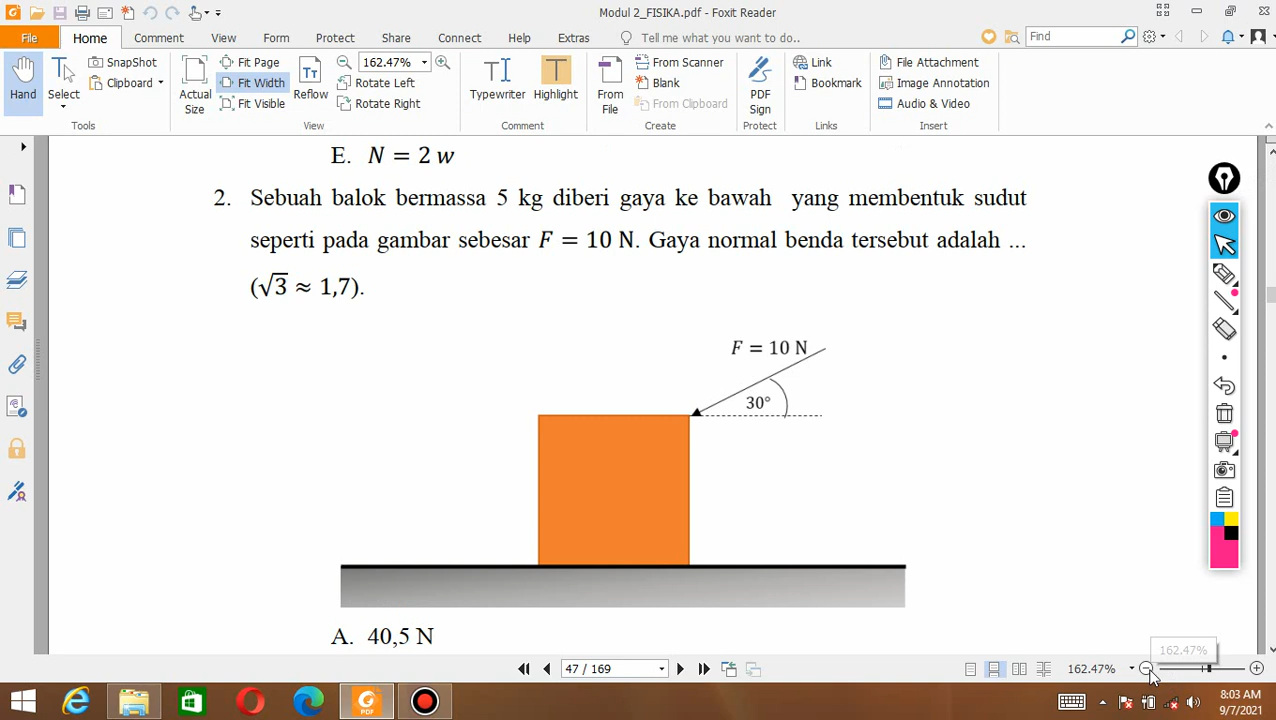 Modul 2_FISIKA.pdf - Foxit Reader
File Home Comment View Form Protect Share Connect Help Extras Tell me what you want to do.. Find
Hand
Select
SnapShot
Clipboard
Tools
Actual Size
Fit Page
Fit Width
Fit Visible
Reflow
162.47%
Rotate Left
Rotate Right
View
Typewriter
Highlight
Comment
From File
From Scanner
Blank
From Clipboard
Create
PDF Sign
Protect
Link
Bookmark
Links
File Attachment
Image Annotation
Audio & Video
Insert
E. N = 2 w
2. Sebuah balok bermassa 5 kg diberi gaya ke bawah yang membentuk sudut
seperti pada gambar sebesar F = 10 N. Gaya normal benda tersebut adalah ...
(√3 ≈ 1,7).
F = 10 N
30°
A. 40,5 N
162.47%
47 / 169
162.47%
8:03 AM
9/7/2021